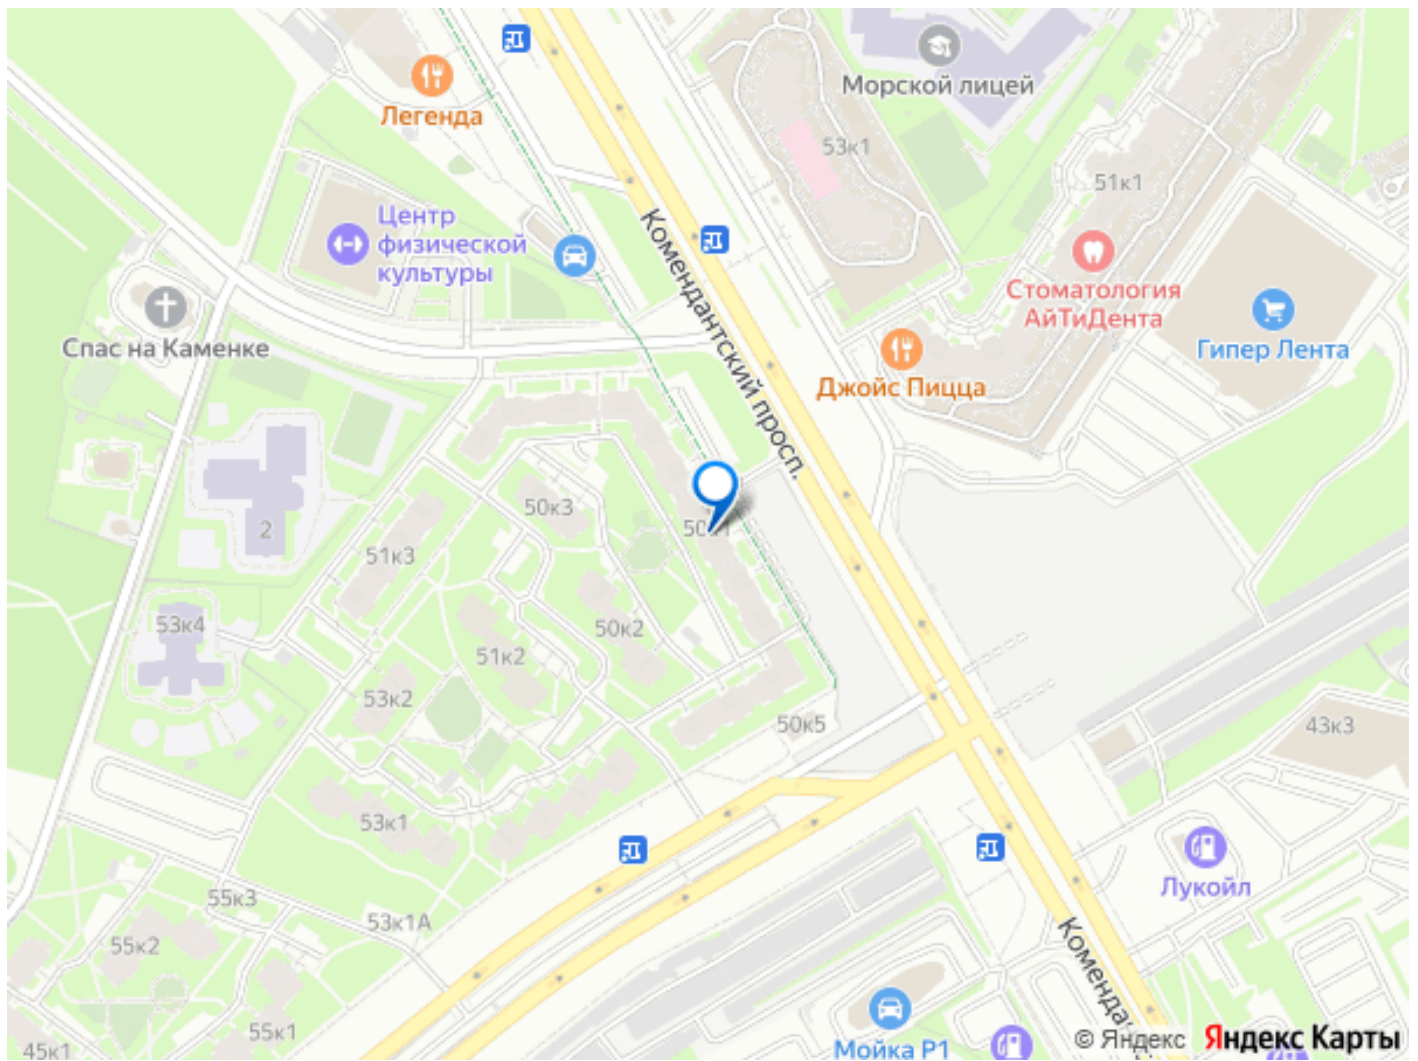 Легенда
Морской лицей
53к1
51к1
Центр
физической
культуры
Комендантский просп.
Стоматология
АйТиДента
Гипер Лента
Спас на Каменке
Джойс Пицца
50к3
2
51к3
53к4
50к2
51к2
53к2
50к5
43к3
53к1
Лукойл
55к3
53к1А
55к2
55к1
45к1
Мойка Р1
© Яндекс Яндекс Карты